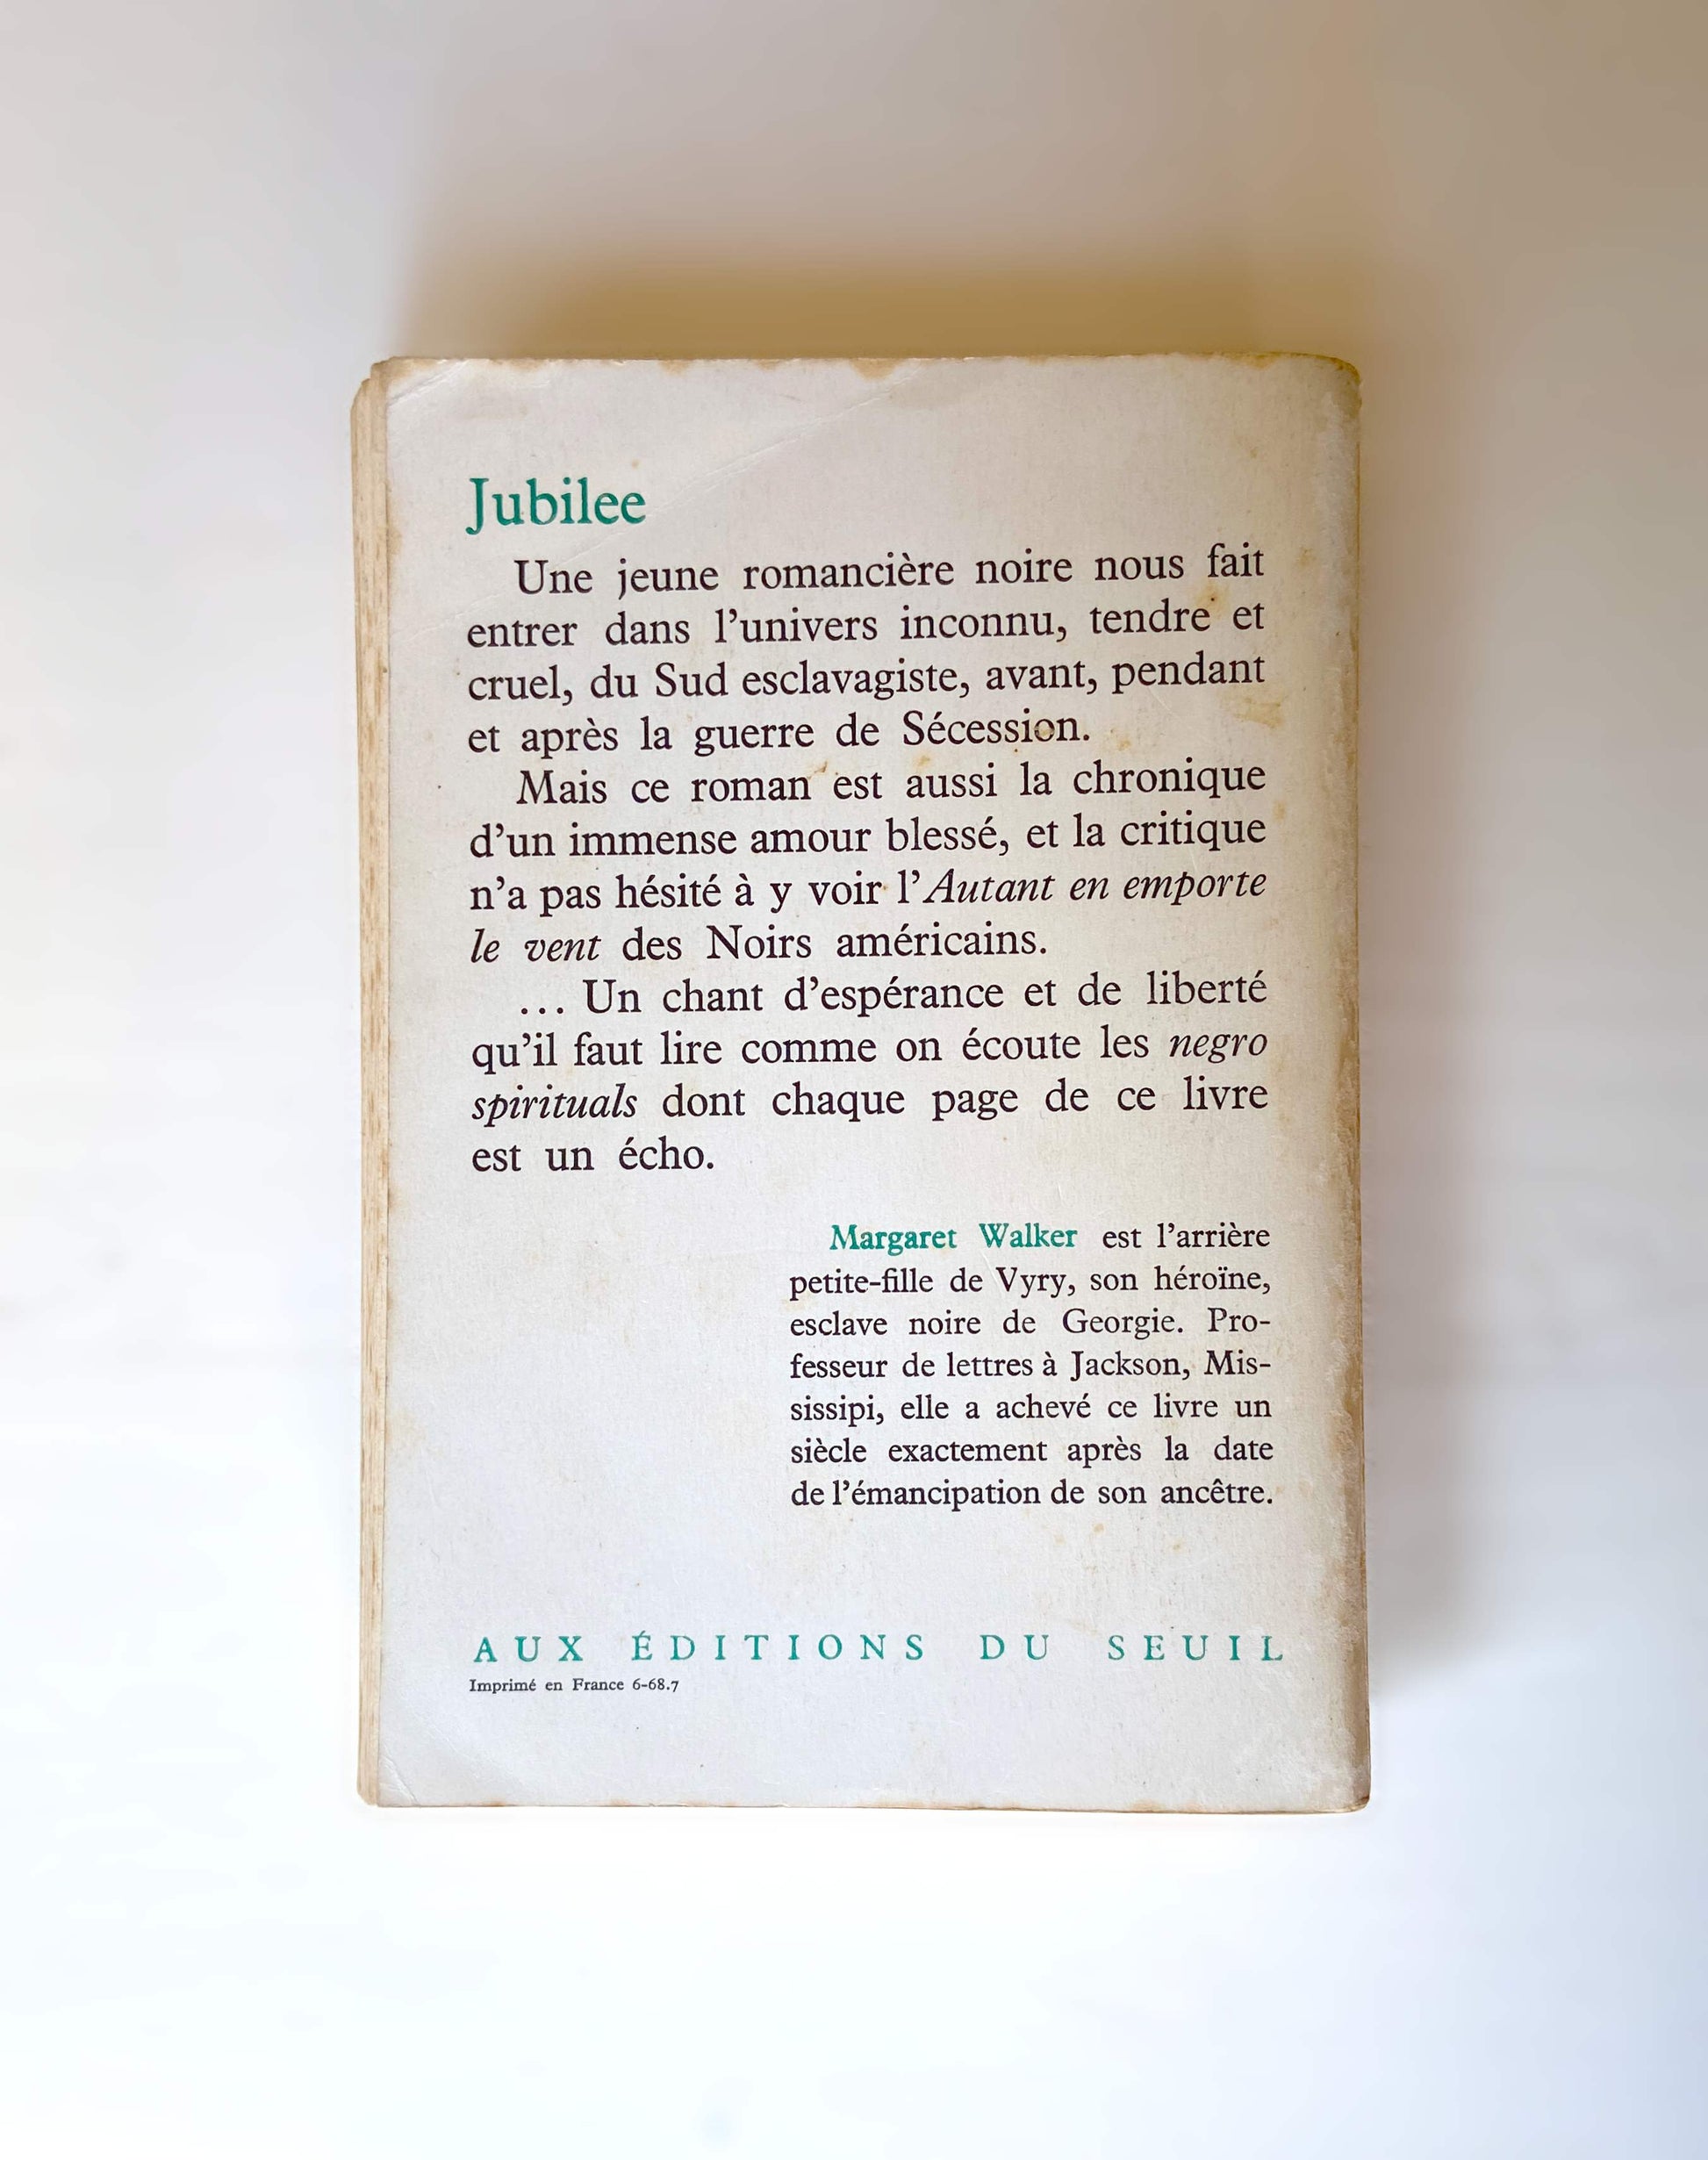 Jubilee
Une jeune romancière noire nous fait
entrer dans l’univers inconnu, tendre et
cruel, du Sud esclavagiste, avant, pendant
et après la guerre de Sécession.
Mais ce roman est aussi la chronique
d’un immense amour blessé, et la critique
n’a pas hésité à y voir l’Autant en emporte
le vent des Noirs américains.
... Un chant d’espérance et de liberté
qu’il faut lire comme on écoute les negro
spirituals dont chaque page de ce livre
est un écho.
Margaret Walker est l’arrière
petite-fille de Vyry, son héroïne,
esclave noire de Georgie. Pro-
fesseur de lettres à Jackson, Mis-
sissipi, elle a achevé ce livre un
siècle exactement après la date
de l’émancipation de son ancêtre.
AUX ÉDITIONS DU SEUIL
Imprimé en France 6-68.7